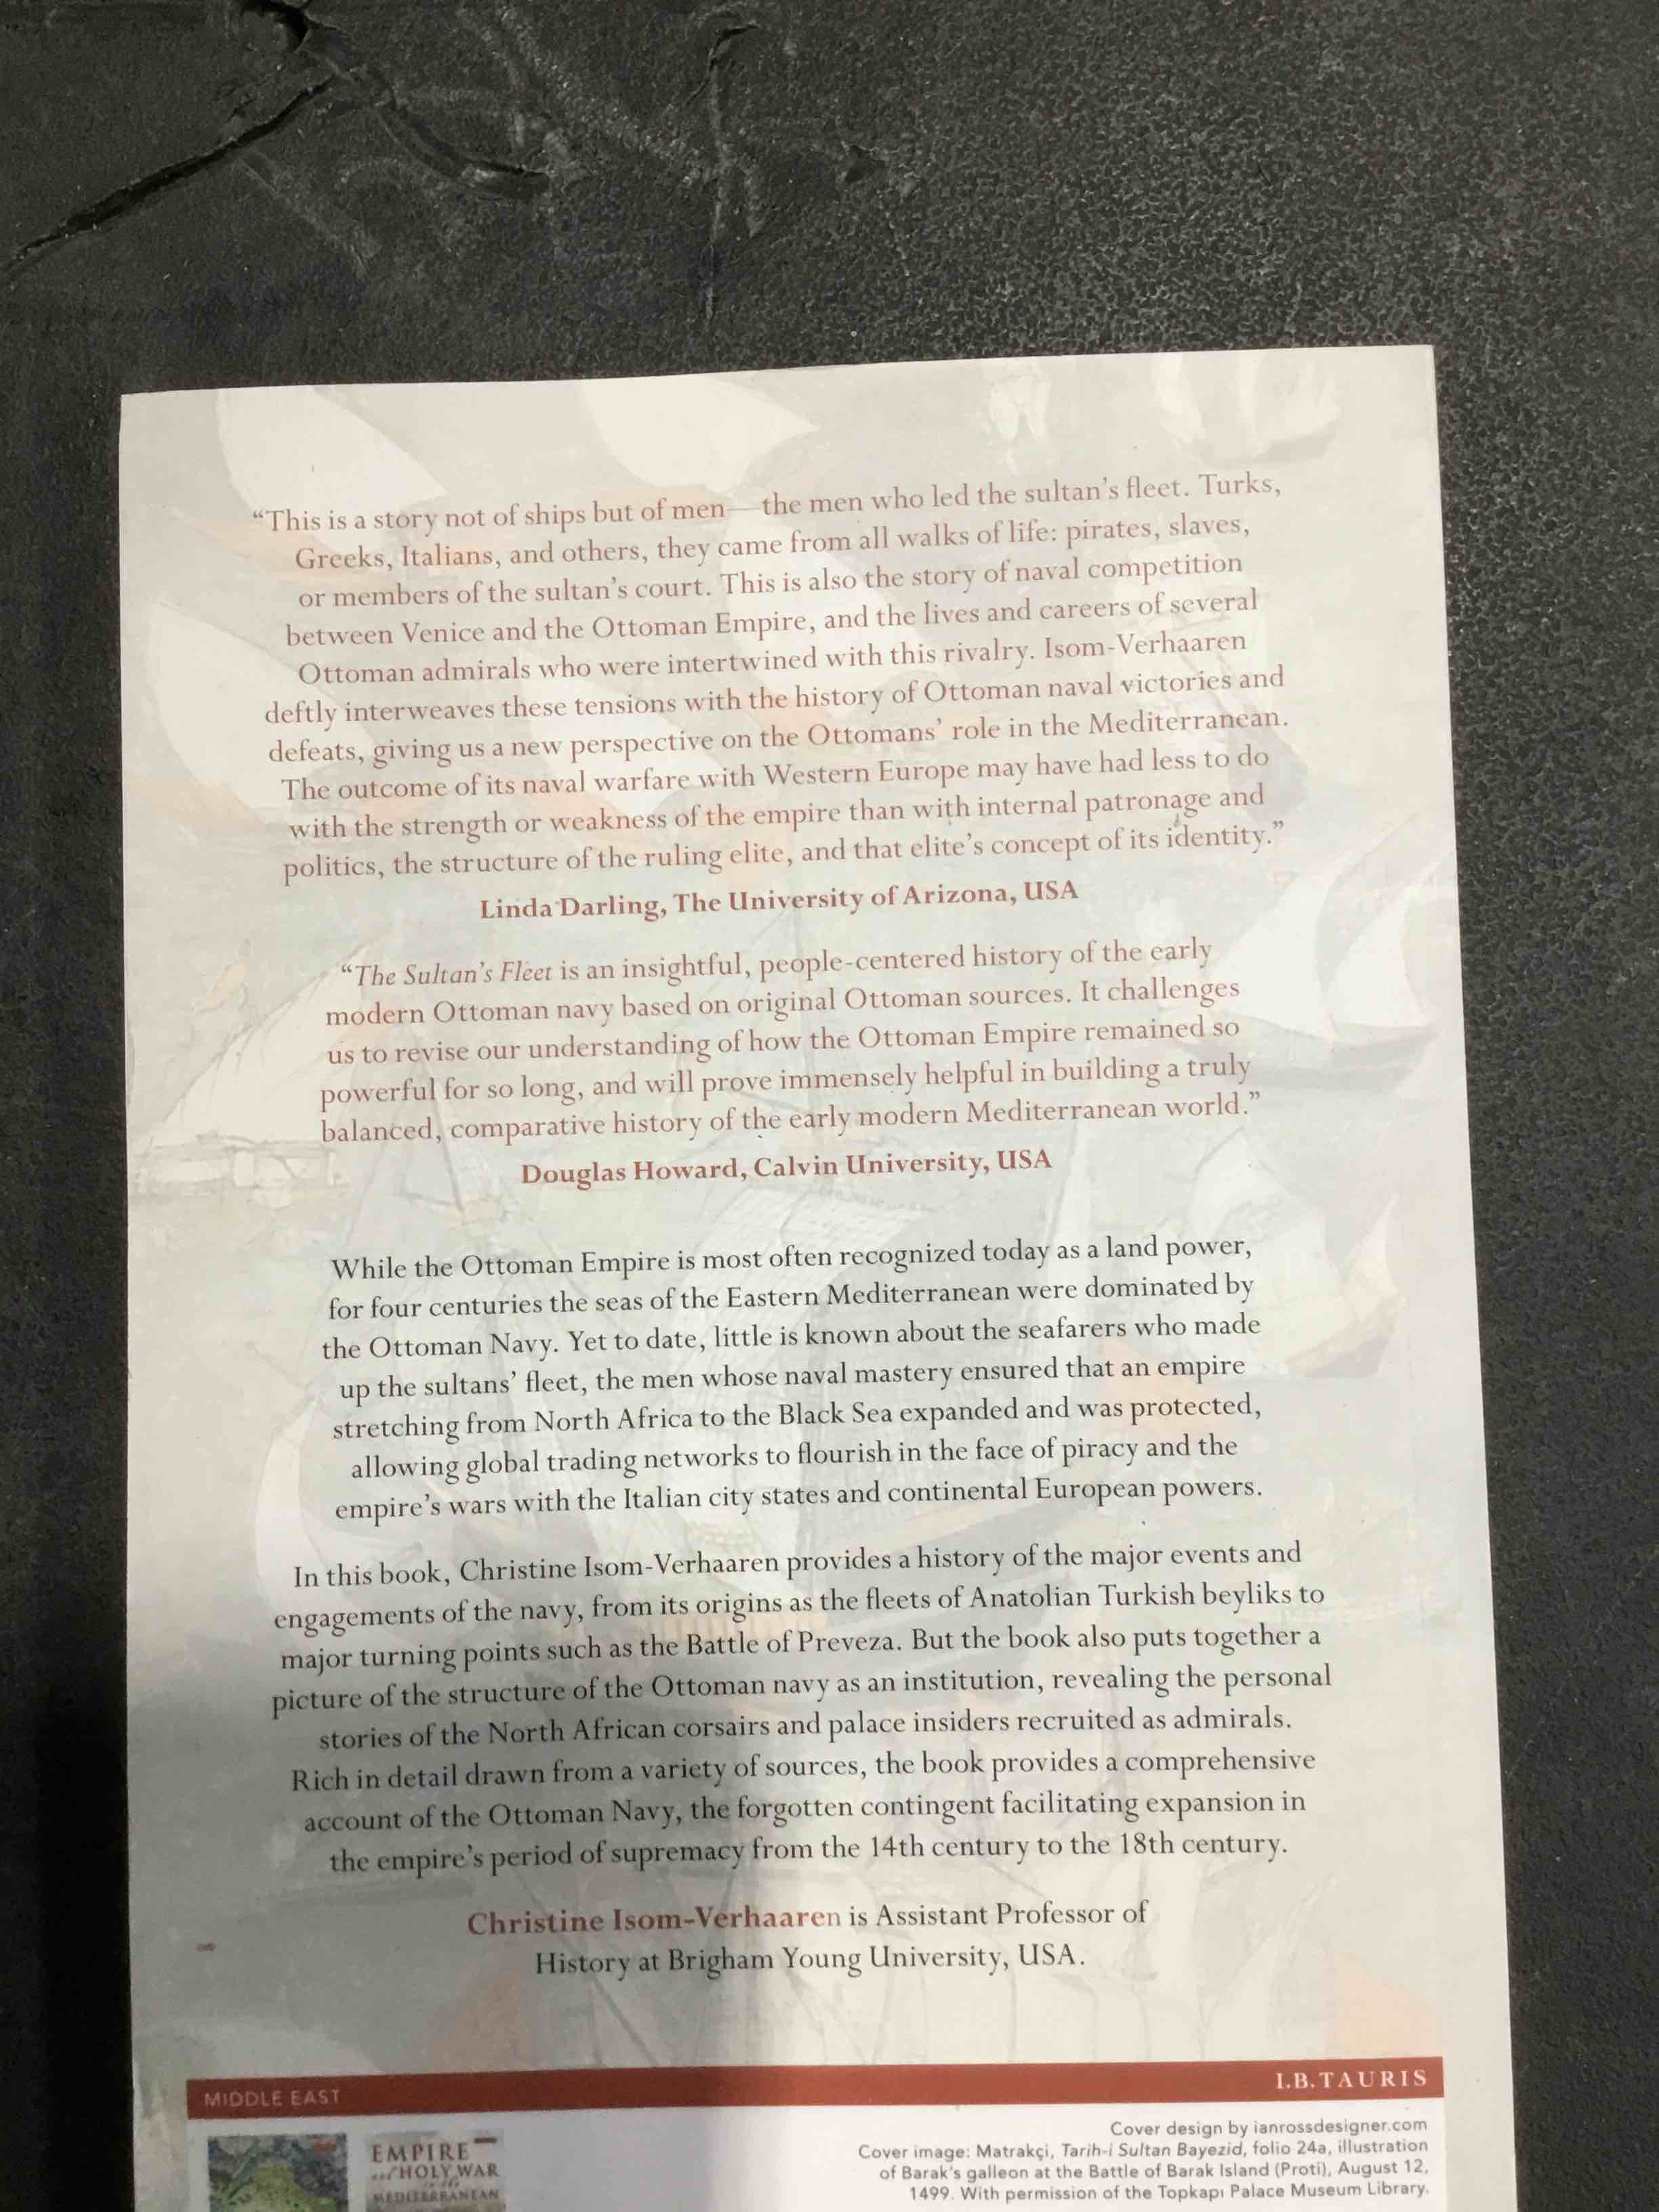 “This is a story not of ships but of men—the men who led the sultan’s fleet. Turks,
Greeks, Italians, and others, they came from all walks of life: pirates, slaves,
or members of the sultan’s court. This is also the story of naval competition
between Venice and the Ottoman Empire, and the lives and careers of several
Ottoman admirals who were intertwined with this rivalry. Isom-Verhaaren
deftly interweaves these tensions with the history of Ottoman naval victories and
defeats, giving us a new perspective on the Ottomans’ role in the Mediterranean.
The outcome of its naval warfare with Western Europe may have had less to do
with the strength or weakness of the empire than with internal patronage and
politics, the structure of the ruling elite, and that elite’s concept of its identity.”
Linda Darling, The University of Arizona, USA
“The Sultan’s Fleet is an insightful, people-centered history of the early
modern Ottoman navy based on original Ottoman sources. It challenges
us to revise our understanding of how the Ottoman Empire remained so
powerful for so long, and will prove immensely helpful in building a truly
balanced, comparative history of the early modern Mediterranean world.”
Douglas Howard, Calvin University, USA
While the Ottoman Empire is most often recognized today as a land power,
for four centuries the seas of the Eastern Mediterranean were dominated by
the Ottoman Navy. Yet to date, little is known about the seafarers who made
up the sultans’ fleet, the men whose naval mastery ensured that an empire
stretching from North Africa to the Black Sea expanded and was protected,
allowing global trading networks to flourish in the face of piracy and the
empire’s wars with the Italian city states and continental European powers.
In this book, Christine Isom-Verhaaren provides a history of the major events and
engagements of the navy, from its origins as the fleets of Anatolian Turkish beyliks to
major turning points such as the Battle of Preveza. But the book also puts together a
picture of the structure of the Ottoman navy as an institution, revealing the personal
stories of the North African corsairs and palace insiders recruited as admirals.
Rich in detail drawn from a variety of sources, the book provides a comprehensive
account of the Ottoman Navy, the forgotten contingent facilitating expansion in
the empire’s period of supremacy from the 14th century to the 18th century.
Christine Isom-Verhaaren is Assistant Professor of
History at Brigham Young University, USA.
MIDDLE EAST
I.B.TAURIS
EMPIRE
and HOLY WAR
in the
MEDITERRANEAN
Cover design by ianrossdesigner.com
Cover image: Matrakçi, Tarih-i Sultan Bayezid, folio 24a, illustration
of Barak’s galleon at the Battle of Barak Island (Proti), August 12,
1499. With permission of the Topkapı Palace Museum Library.